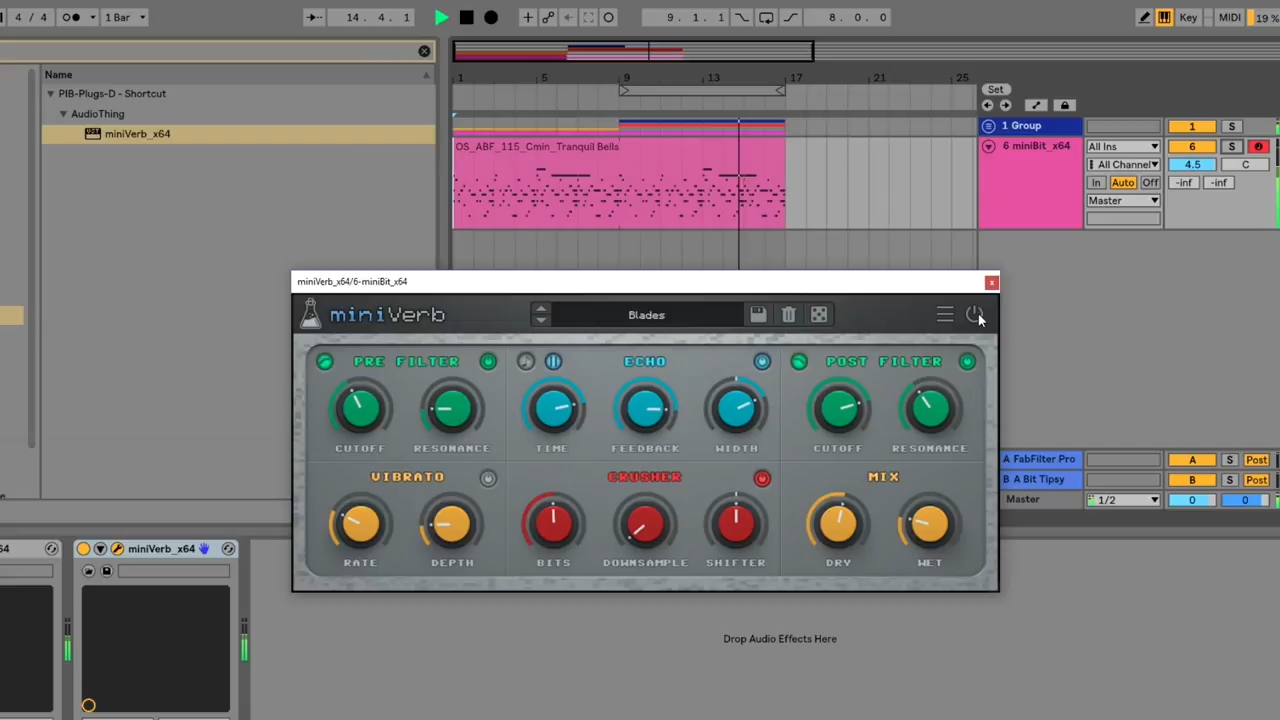 4 / 4 1 Bar 14. 4. 1 9. 1. 1 8. 0. 0 Key MIDI 19 %
Name
PIB-Plugs-D - Shortcut
AudioThing
miniVerb_x64
1 5 9 13 17 21 25
Set
1 Group 1 S
OS_ABF_115_Cmin_Tranquil Bells
6 miniBit_x64 All Ins 6 S
All Channel 4.5 C
In Auto Off -inf -inf
Master
miniVerb_x64/6-miniBit_x64 x
miniVerb Blades
PRE FILTER ECHO POST FILTER
CUTOFF RESONANCE TIME FEEDBACK WIDTH CUTOFF RESONANCE
VIBRATO CRUSHER MIX
RATE DEPTH BITS DOWNSAMPLE SHIFTER DRY WET
A FabFilter Pro A S Post
B A Bit Tipsy B S Post
Master 1/2 0 0
64 miniVerb_x64
Drop Audio Effects Here